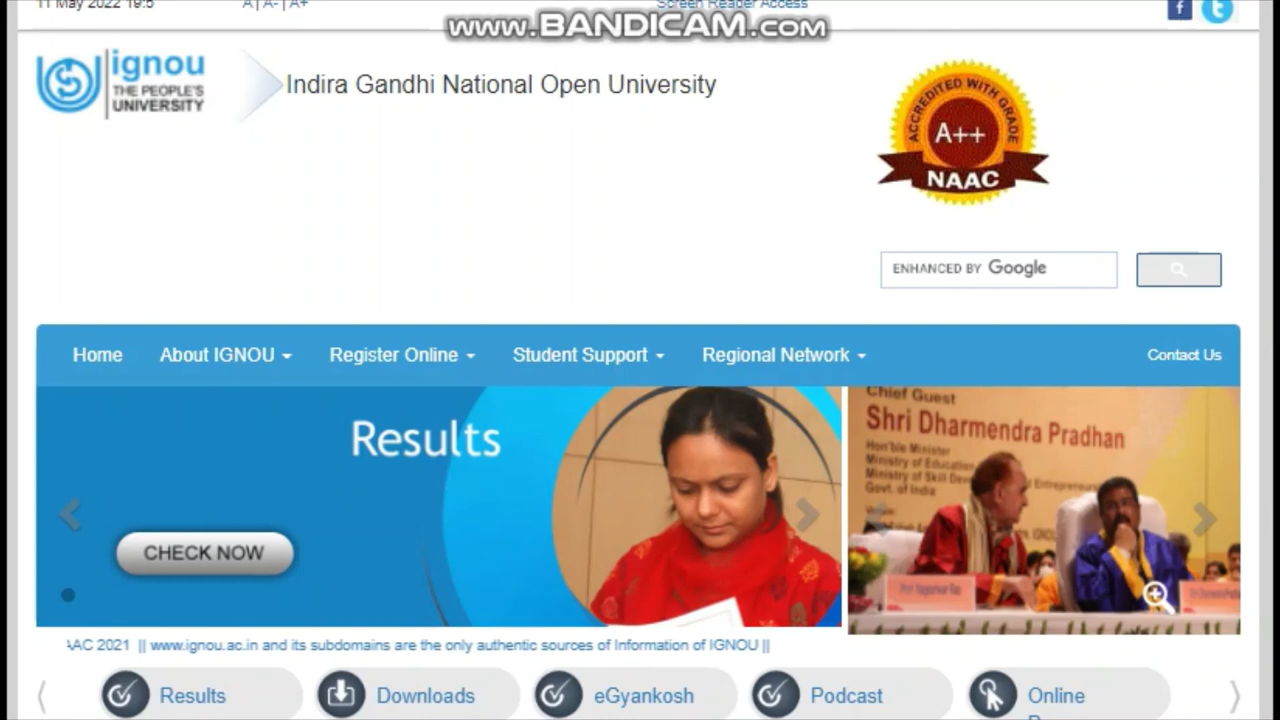 11 May 2022 19:5
A | A- | A+
Screen Reader Access
www.BANDICAM.com
ignou
THE PEOPLE'S
UNIVERSITY
Indira Gandhi National Open University
ACCREDITED WITH GRADE
A++
NAAC
ENHANCED BY Google
Home
About IGNOU
Register Online
Student Support
Regional Network
Contact Us
Results
CHECK NOW
Chief Guest
Shri Dharmendra Pradhan
Hon'ble Minister
Ministry of Education
Ministry of Skill Entrepreneurship
Govt. of India
AAC 2021 || www.ignou.ac.in and its subdomains are the only authentic sources of Information of IGNOU ||
Results
Downloads
eGyankosh
Podcast
Online